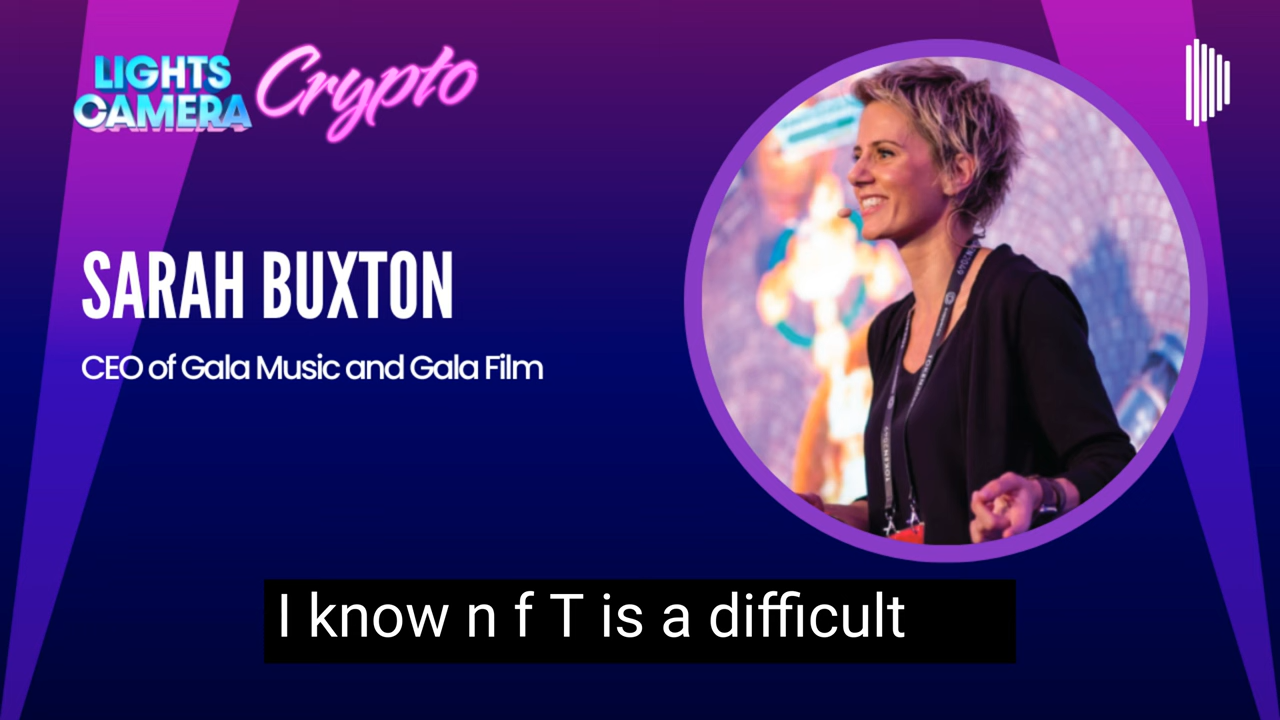 LIGHTS
CAMERA
Crypto
SARAH BUXTON
CEO of Gala Music and Gala Film
I know n f T is a difficult